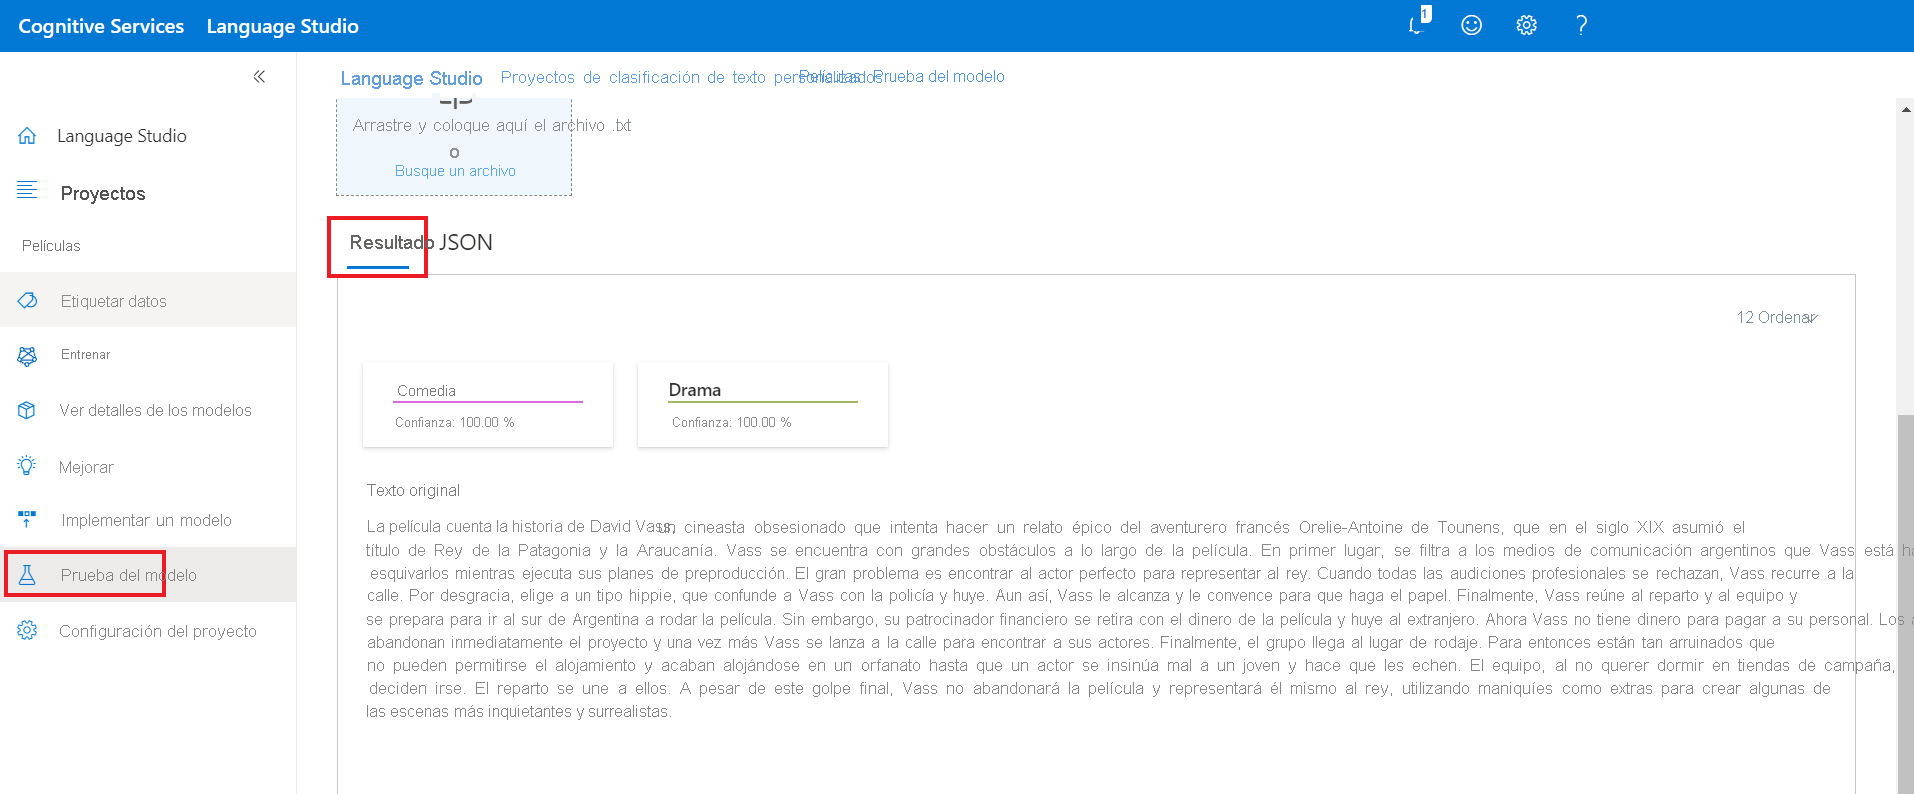 Cognitive Services Language Studio
1
?
Language Studio Proyectos de clasificación de texto personalizados Películas Prueba del modelo
Language Studio
Proyectos
Películas
Etiquetar datos
Entrenar
Ver detalles de los modelos
Mejorar
Implementar un modelo
Prueba del modelo
Configuración del proyecto
Arrastre y coloque aquí el archivo .txt
o
Busque un archivo
Resultado JSON
12 Ordenar
Comedia
Confianza: 100.00 %
Drama
Confianza: 100.00 %
Texto original
La película cuenta la historia de David Vass, un cineasta obsesionado que intenta hacer un relato épico del aventurero francés Orelie-Antoine de Tounens, que en el siglo XIX asumió el
título de Rey de la Patagonia y la Araucanía. Vass se encuentra con grandes obstáculos a lo largo de la película. En primer lugar, se filtra a los medios de comunicación argentinos que Vass está
esquivarlos mientras ejecuta sus planes de preproducción. El gran problema es encontrar al actor perfecto para representar al rey. Cuando todas las audiciones profesionales se rechazan, Vass recurre a la
calle. Por desgracia, elige a un tipo hippie, que confunde a Vass con la policía y huye. Aun así, Vass le alcanza y le convence para que haga el papel. Finalmente, Vass reúne al reparto y al equipo y
se prepara para ir al sur de Argentina a rodar la película. Sin embargo, su patrocinador financiero se retira con el dinero de la película y huye al extranjero. Ahora Vass no tiene dinero para pagar a su personal. Los
abandonan inmediatamente el proyecto y una vez más Vass se lanza a la calle para encontrar a sus actores. Finalmente, el grupo llega al lugar de rodaje. Para entonces están tan arruinados que
no pueden permitirse el alojamiento y acaban alojándose en un orfanato hasta que un actor se insinúa mal a un joven y hace que les echen. El equipo, al no querer dormir en tiendas de campaña,
deciden irse. El reparto se une a ellos. A pesar de este golpe final, Vass no abandonará la película y representará él mismo al rey, utilizando maniquíes como extras para crear algunas de
las escenas más inquietantes y surrealistas.